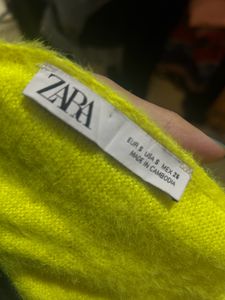 ZARA
EUR S USA S MEX 26
MADE IN CAMBODIA